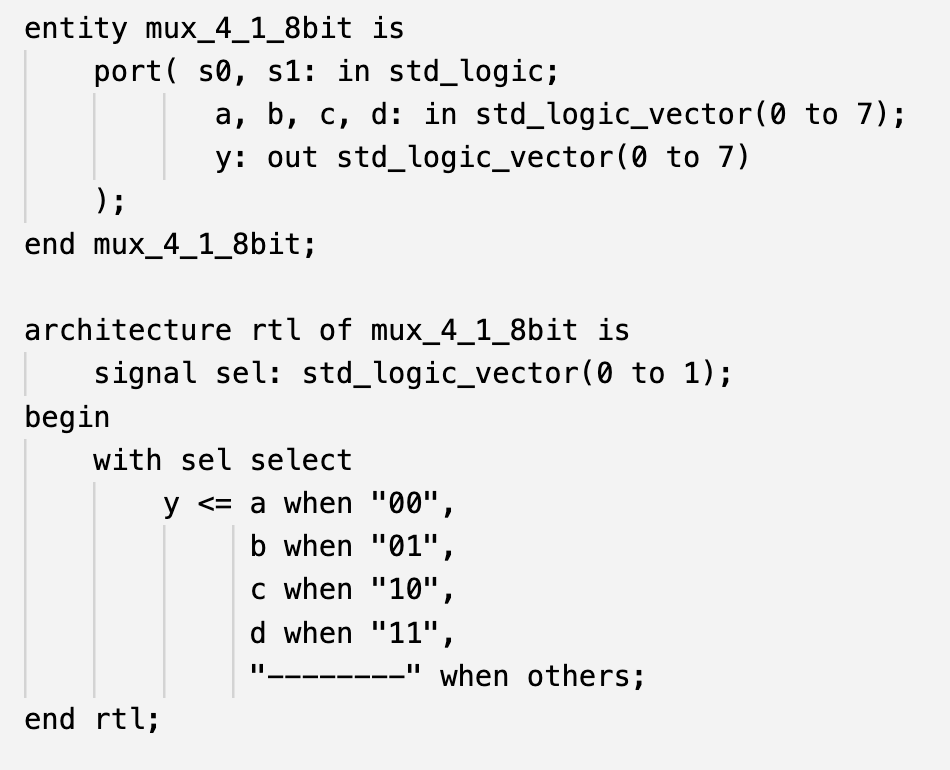 entity mux_4_1_8bit is
port( s0, s1: in std_logic;
a, b, c, d: in std_logic_vector(0 to 7);
y: out std_logic_vector(0 to 7)
);
end mux_4_1_8bit;
architecture rtl of mux_4_1_8bit is
signal sel: std_logic_vector(0 to 1);
begin
with sel select
y <= a when "00",
b when "01",
c when "10",
d when "11",
"--------" when others;
end rtl;